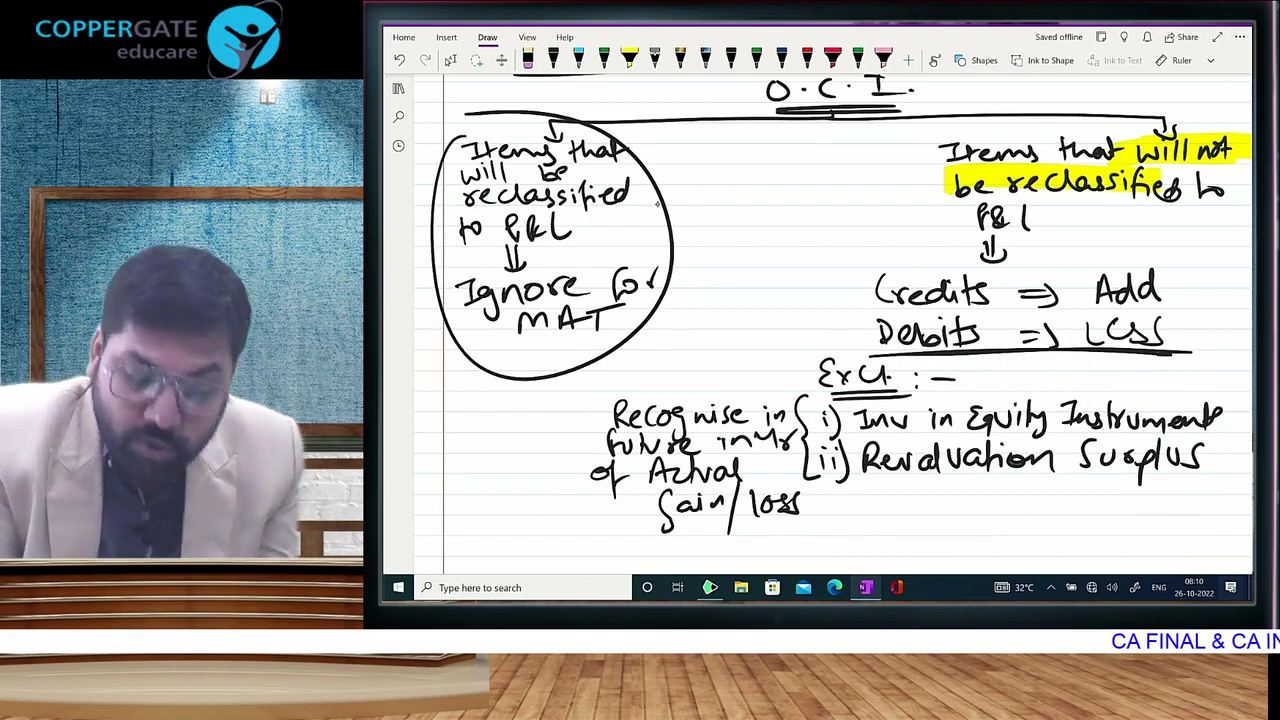 COPPERGATE
educare
Home Insert Draw View Help
Saved offline
Share
Shapes
Ink to Shape
Ink to Text
Ruler
O.C.I.
Items that
will be
reclassified
to P&L
Ignore for
MAT
Items that will not
be reclassified to
P&L
Credits ⇒ Add
Debits ⇒ LESS
:-
Recognise in
future in Yr
of Actual
Gain/loss
i) Inv in Equity Instruments
ii) Revaluation Surplus
Type here to search
32°C
ENG
08:10
26-10-2022
CA FINAL & CA IN